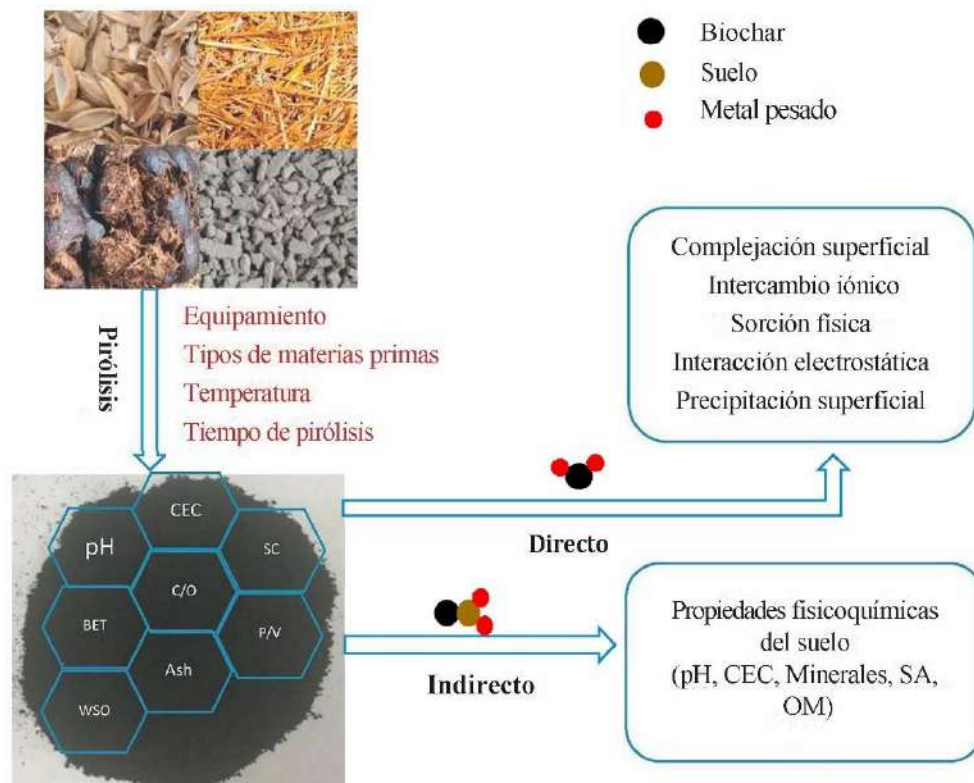 Biochar
Suelo
Metal pesado
Pirólisis
Equipamiento
Tipos de materias primas
Temperatura
Tiempo de pirólisis
Complejación superficial
Intercambio iónico
Sorción física
Interacción electrostática
Precipitación superficial
CEC
pH
SC
C/O
BET
P/V
Ash
WSO
Directo
Indirecto
Propiedades fisicoquímicas
del suelo
(pH, CEC, Minerales, SA,
OM)